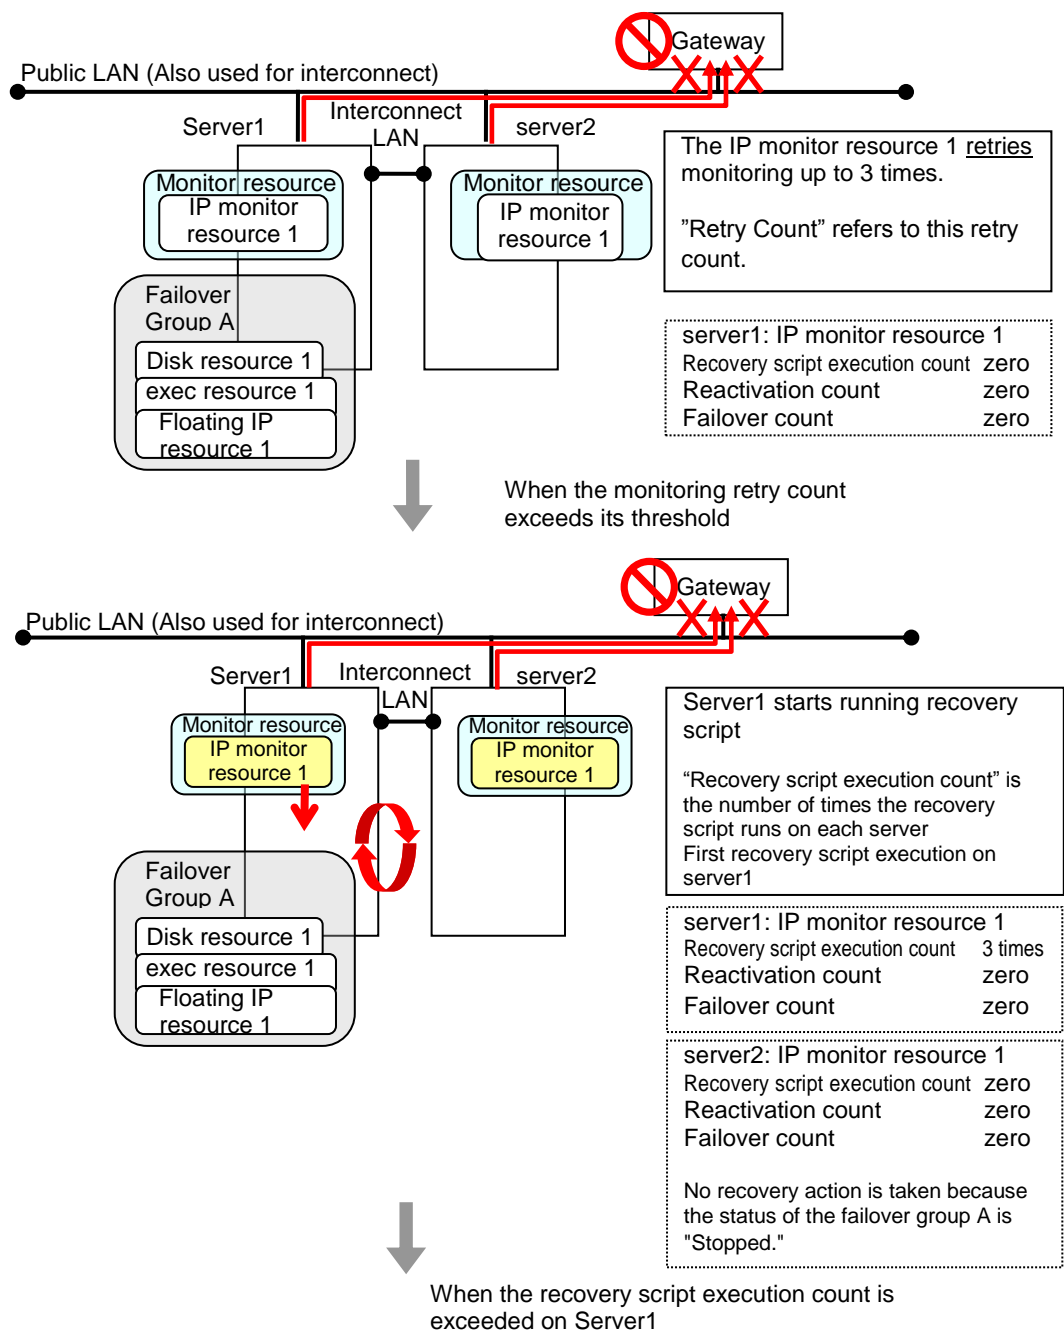 Gateway
Public LAN (Also used for interconnect)
Server1
Interconnect
LAN
server2
Monitor resource
IP monitor
resource 1
Monitor resource
IP monitor
resource 1
The IP monitor resource 1 retries
monitoring up to 3 times.
”Retry Count” refers to this retry
count.
Failover
Group A
Disk resource 1
exec resource 1
Floating IP
resource 1
server1: IP monitor resource 1
Recovery script execution count zero
Reactivation count zero
Failover count zero
When the monitoring retry count
exceeds its threshold
Gateway
Public LAN (Also used for interconnect)
Server1
Interconnect
LAN
server2
Monitor resource
IP monitor
resource 1
Monitor resource
IP monitor
resource 1
Server1 starts running recovery
script
“Recovery script execution count” is
the number of times the recovery
script runs on each server
First recovery script execution on
server1
Failover
Group A
Disk resource 1
exec resource 1
Floating IP
resource 1
server1: IP monitor resource 1
Recovery script execution count 3 times
Reactivation count zero
Failover count zero
server2: IP monitor resource 1
Recovery script execution count zero
Reactivation count zero
Failover count zero
No recovery action is taken because
the status of the failover group A is
"Stopped."
When the recovery script execution count is
exceeded on Server1